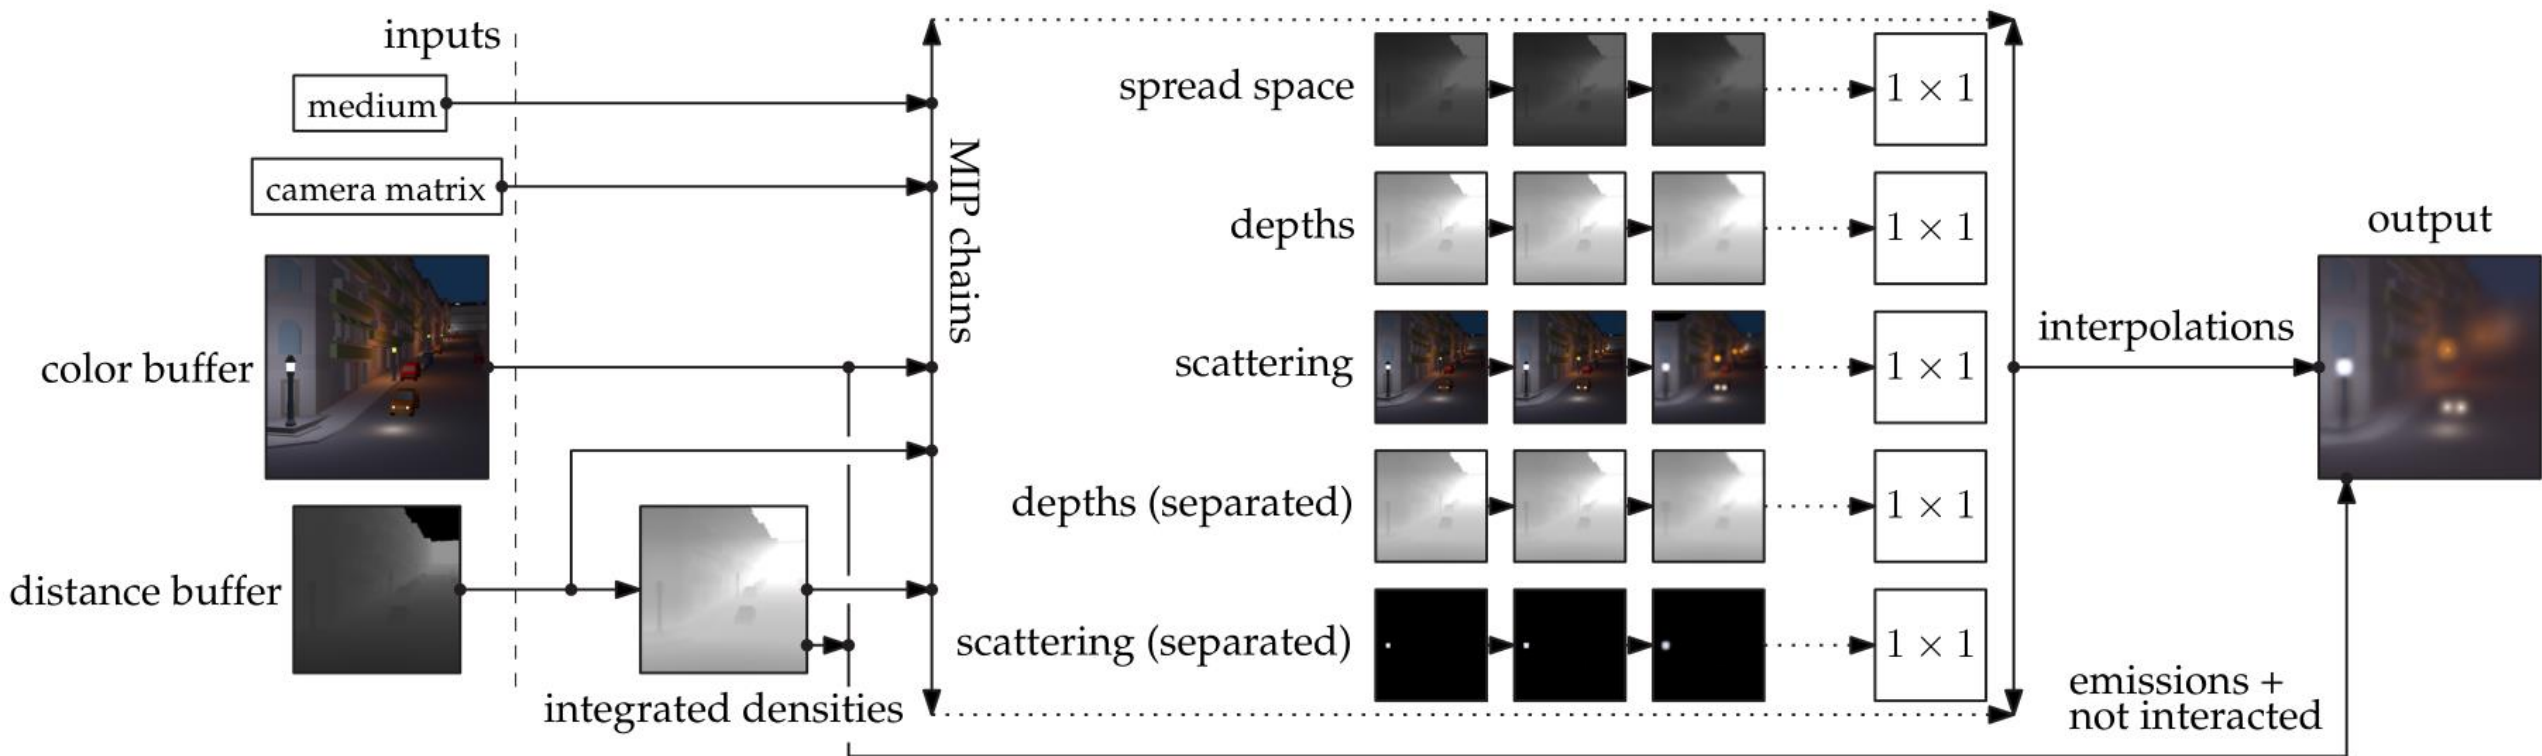 inputs
medium
camera matrix
color buffer
distance buffer
integrated densities
MIP chains
spread space
1 × 1
depths
1 × 1
scattering
1 × 1
depths (separated)
1 × 1
scattering (separated)
1 × 1
interpolations
output
emissions +
not interacted